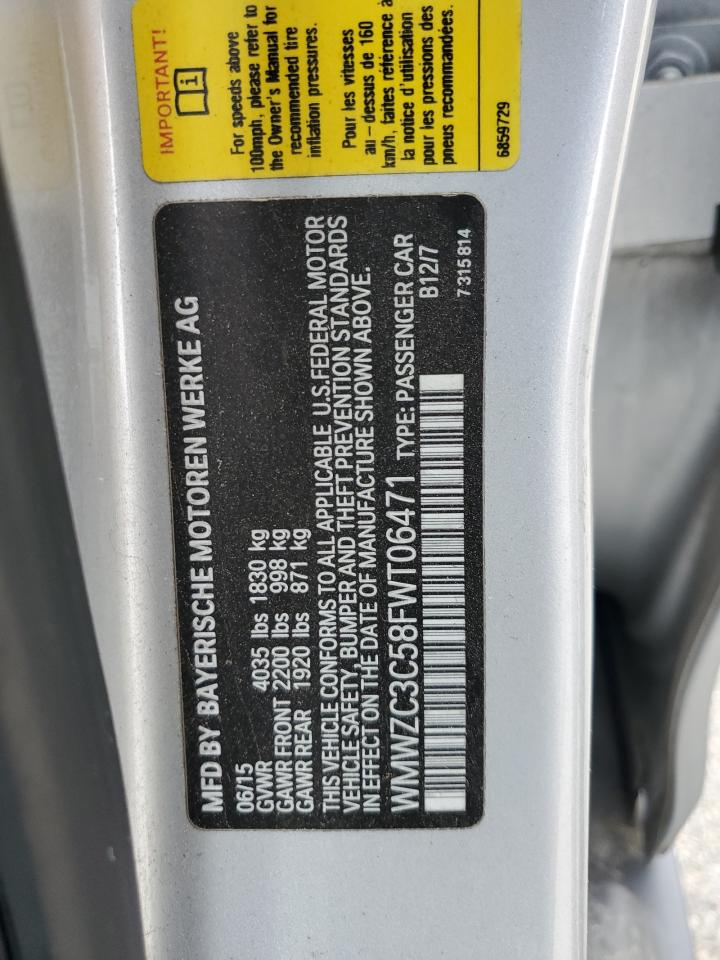 IMPORTANT!
i
For speeds above
100mph, please refer to
the Owner's Manual for
recommended tire
inflation pressures.
Pour les vitesses
au-dessus de 160
km/h, faites référence à
la notice d'utilisation
pour les pressions des
pneus recommandées.
6859729
MFD BY BAYERISCHE MOTOREN WERKE AG
06/15
GVWR 4035 lbs 1830 kg
GAWR FRONT 2200 lbs 998 kg
GAWR REAR 1920 lbs 871 kg
THIS VEHICLE CONFORMS TO ALL APPLICABLE U.S. FEDERAL MOTOR
VEHICLE SAFETY, BUMPER AND THEFT PREVENTION STANDARDS
IN EFFECT ON THE DATE OF MANUFACTURE SHOWN ABOVE.
WMWZC3C58FWT06471 TYPE: PASSENGER CAR
B12/7
7 315 814